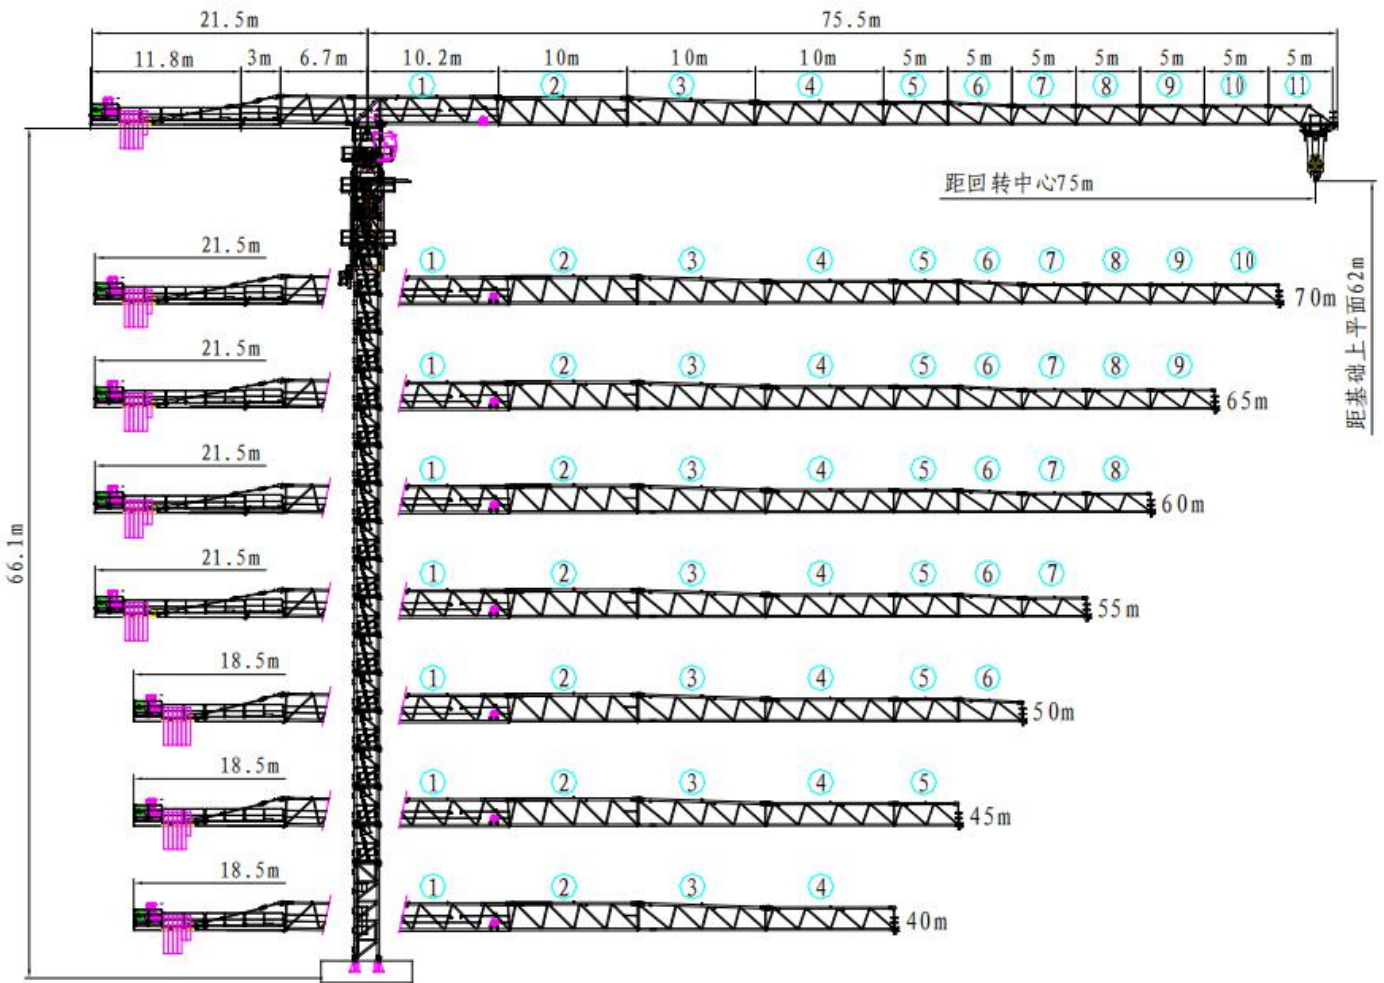 21.5m 75.5m
11.8m 3m 6.7m 10.2m 10m 10m 10m 5m 5m 5m 5m 5m 5m 5m
① ② ③ ④ ⑤ ⑥ ⑦ ⑧ ⑨ ⑩ ⑪
距回转中心75m
距基础上平面62m
66.1m
21.5m ① ② ③ ④ ⑤ ⑥ ⑦ ⑧ ⑨ ⑩
70m
21.5m ① ② ③ ④ ⑤ ⑥ ⑦ ⑧ ⑨
65m
21.5m ① ② ③ ④ ⑤ ⑥ ⑦ ⑧
60m
21.5m ① ② ③ ④ ⑤ ⑥ ⑦
55m
18.5m ① ② ③ ④ ⑤ ⑥
50m
18.5m ① ② ③ ④ ⑤
45m
18.5m ① ② ③ ④
40m